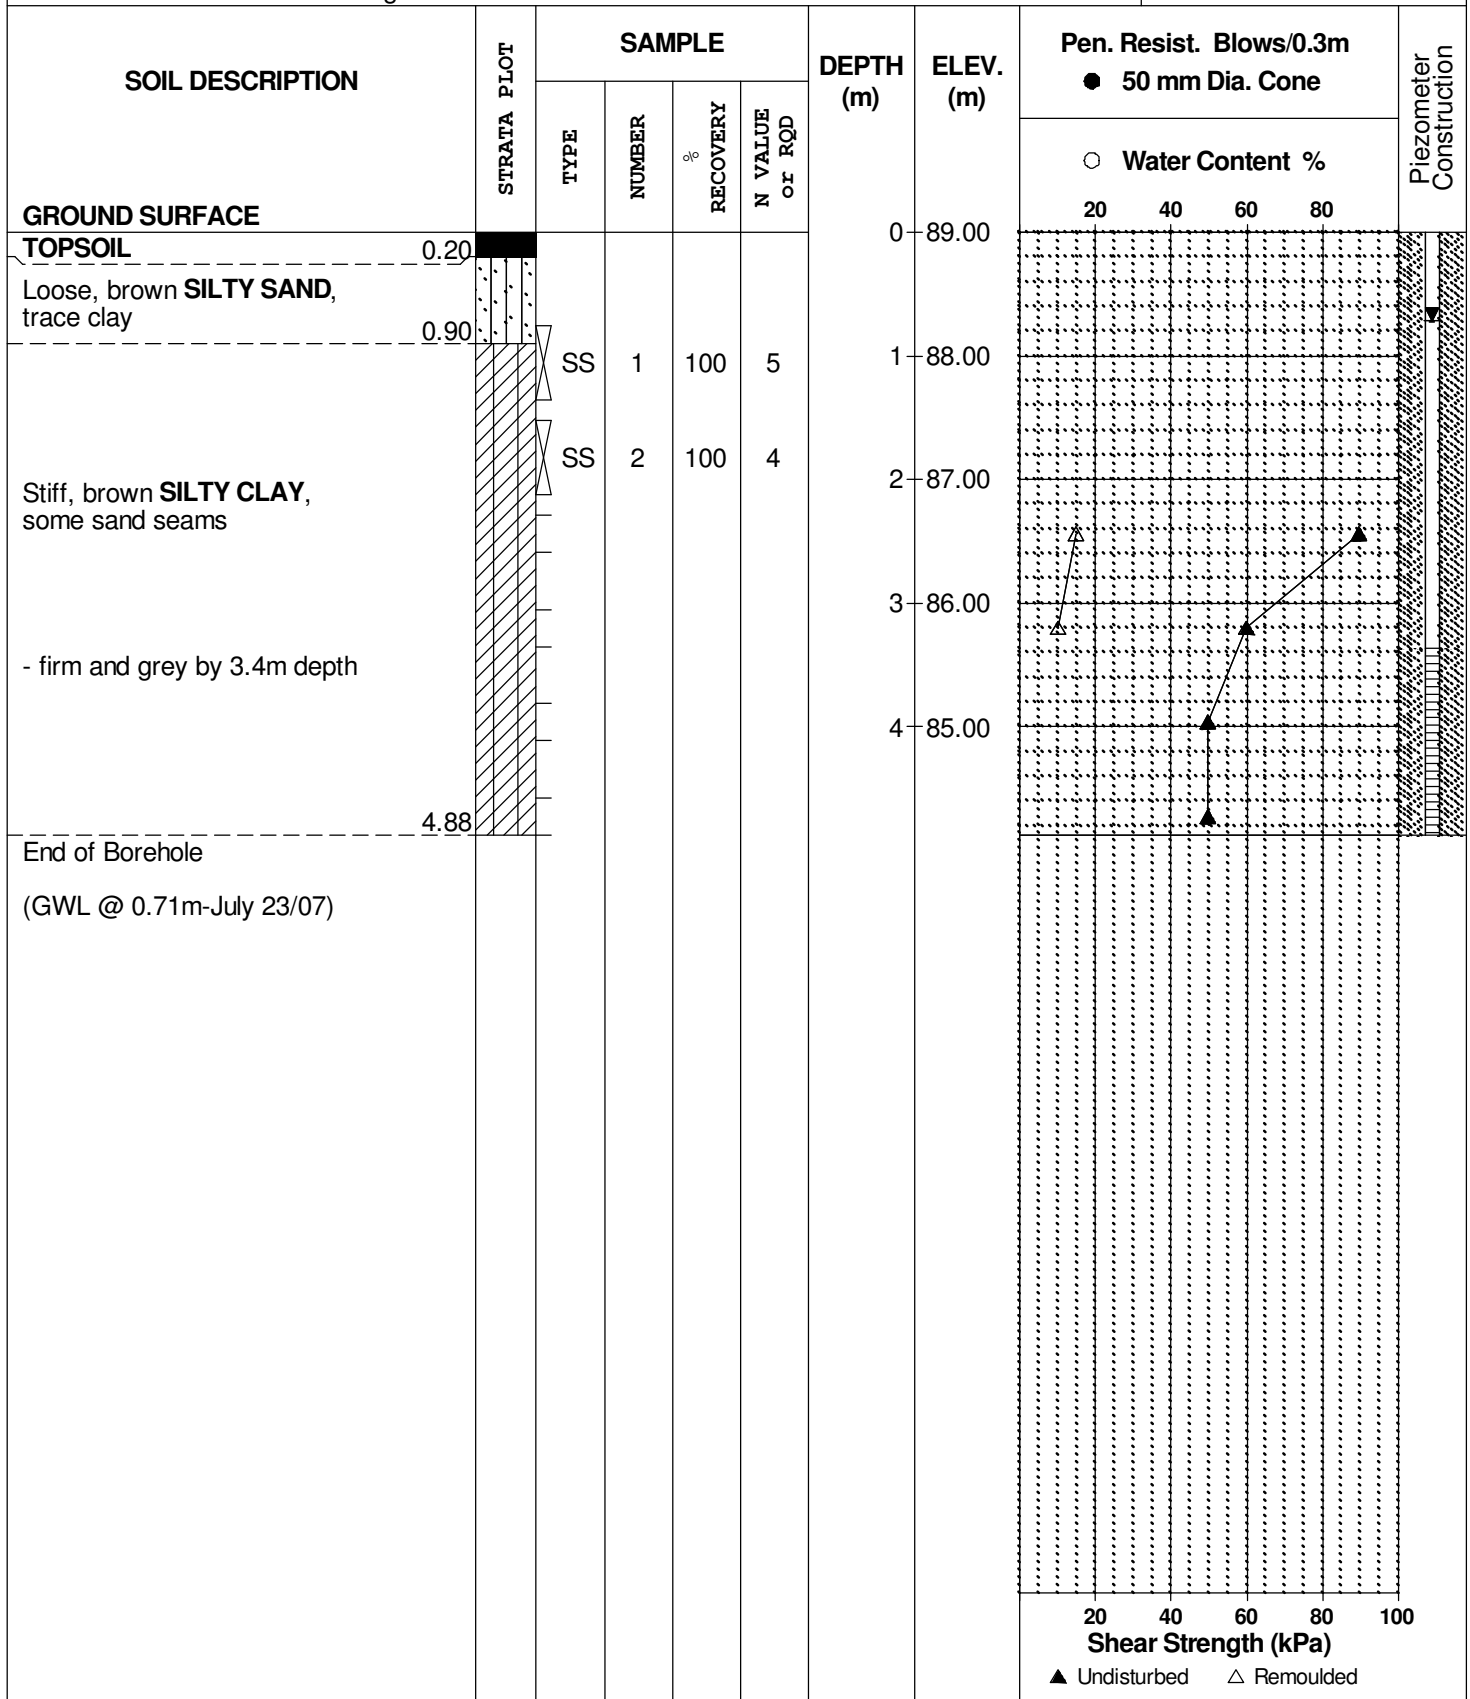 SOIL DESCRIPTION
STRATA PLOT
SAMPLE
TYPE
NUMBER
%
RECOVERY
N VALUE
or RQD
DEPTH
(m)
ELEV.
(m)
Pen. Resist. Blows/0.3m
● 50 mm Dia. Cone
○ Water Content %
20 40 60 80
Piezometer
Construction
GROUND SURFACE
0 89.00
TOPSOIL 0.20
Loose, brown SILTY SAND,
trace clay
0.90
SS 1 100 5
1 88.00
SS 2 100 4
2 87.00
Stiff, brown SILTY CLAY,
some sand seams
3 86.00
- firm and grey by 3.4m depth
4 85.00
4.88
End of Borehole
(GWL @ 0.71m-July 23/07)
20 40 60 80 100
Shear Strength (kPa)
▲ Undisturbed △ Remoulded